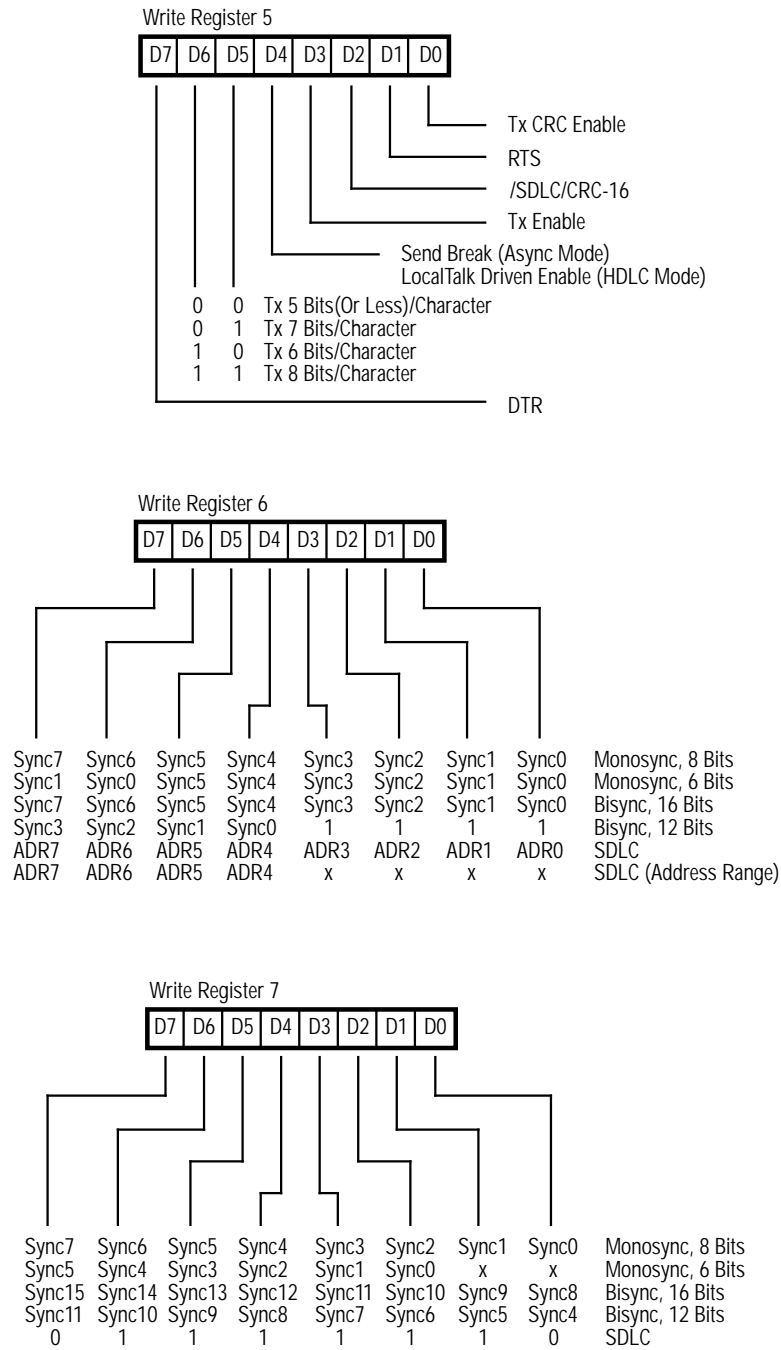 Write Register 5
D7 D6 D5 D4 D3 D2 D1 D0
Tx CRC Enable
RTS
/SDLC/CRC-16
Tx Enable
Send Break (Async Mode)
LocalTalk Driven Enable (HDLC Mode)
0 0 Tx 5 Bits(Or Less)/Character
0 1 Tx 7 Bits/Character
1 0 Tx 6 Bits/Character
1 1 Tx 8 Bits/Character
DTR
Write Register 6
D7 D6 D5 D4 D3 D2 D1 D0
Sync7 Sync6 Sync5 Sync4 Sync3 Sync2 Sync1 Sync0 Monosync, 8 Bits
Sync1 Sync0 Sync5 Sync4 Sync3 Sync2 Sync1 Sync0 Monosync, 6 Bits
Sync7 Sync6 Sync5 Sync4 Sync3 Sync2 Sync1 Sync0 Bisync, 16 Bits
Sync3 Sync2 Sync1 Sync0 1 1 1 1 Bisync, 12 Bits
ADR7 ADR6 ADR5 ADR4 ADR3 ADR2 ADR1 ADR0 SDLC
ADR7 ADR6 ADR5 ADR4 x x x x SDLC (Address Range)
Write Register 7
D7 D6 D5 D4 D3 D2 D1 D0
Sync7 Sync6 Sync5 Sync4 Sync3 Sync2 Sync1 Sync0 Monosync, 8 Bits
Sync5 Sync4 Sync3 Sync2 Sync1 Sync0 x x Monosync, 6 Bits
Sync15 Sync14 Sync13 Sync12 Sync11 Sync10 Sync9 Sync8 Bisync, 16 Bits
Sync11 Sync10 Sync9 Sync8 Sync7 Sync6 Sync5 Sync4 Bisync, 12 Bits
0 1 1 1 1 1 1 0 SDLC